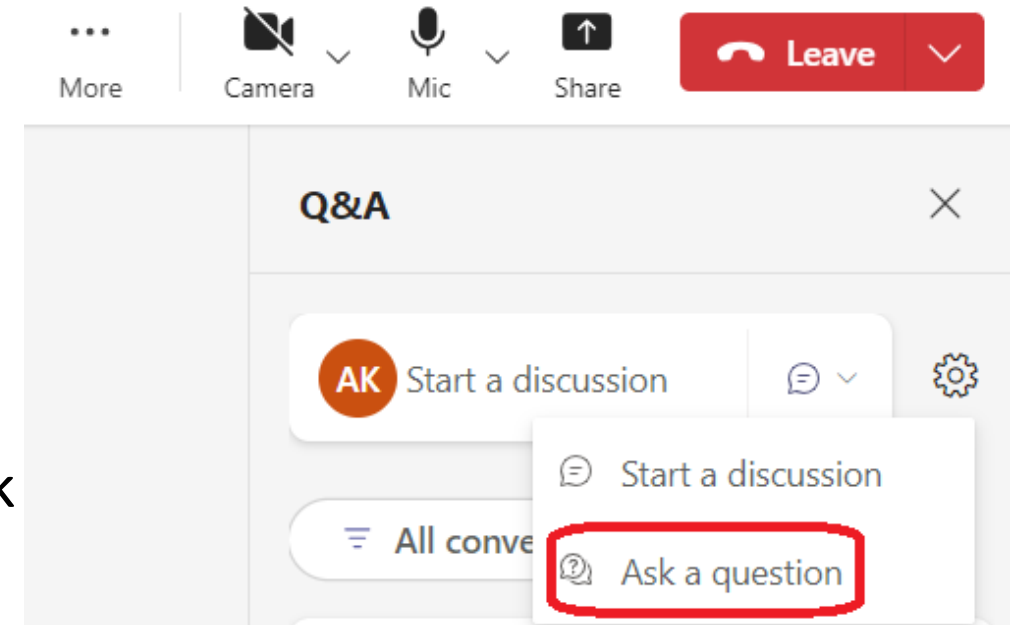 More Camera Mic Share Leave
Q&A
AK Start a discussion
Start a discussion
k
All conve
Ask a question